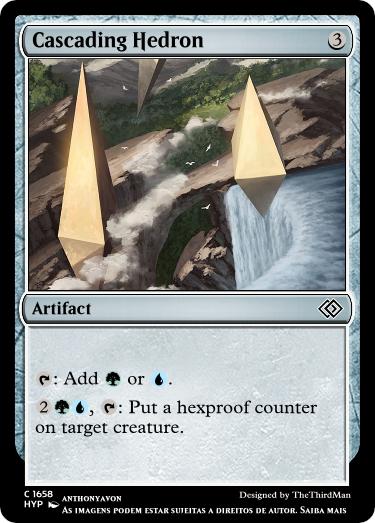 Cascading Hedron 3
Artifact
: Add or .
2 , : Put a hexproof counter
on target creature.
C 1658
HYP ANTHONYAVON
Designed by TheThirdMan
As imagens podem estar sujeitas a direitos de autor. Saiba mais